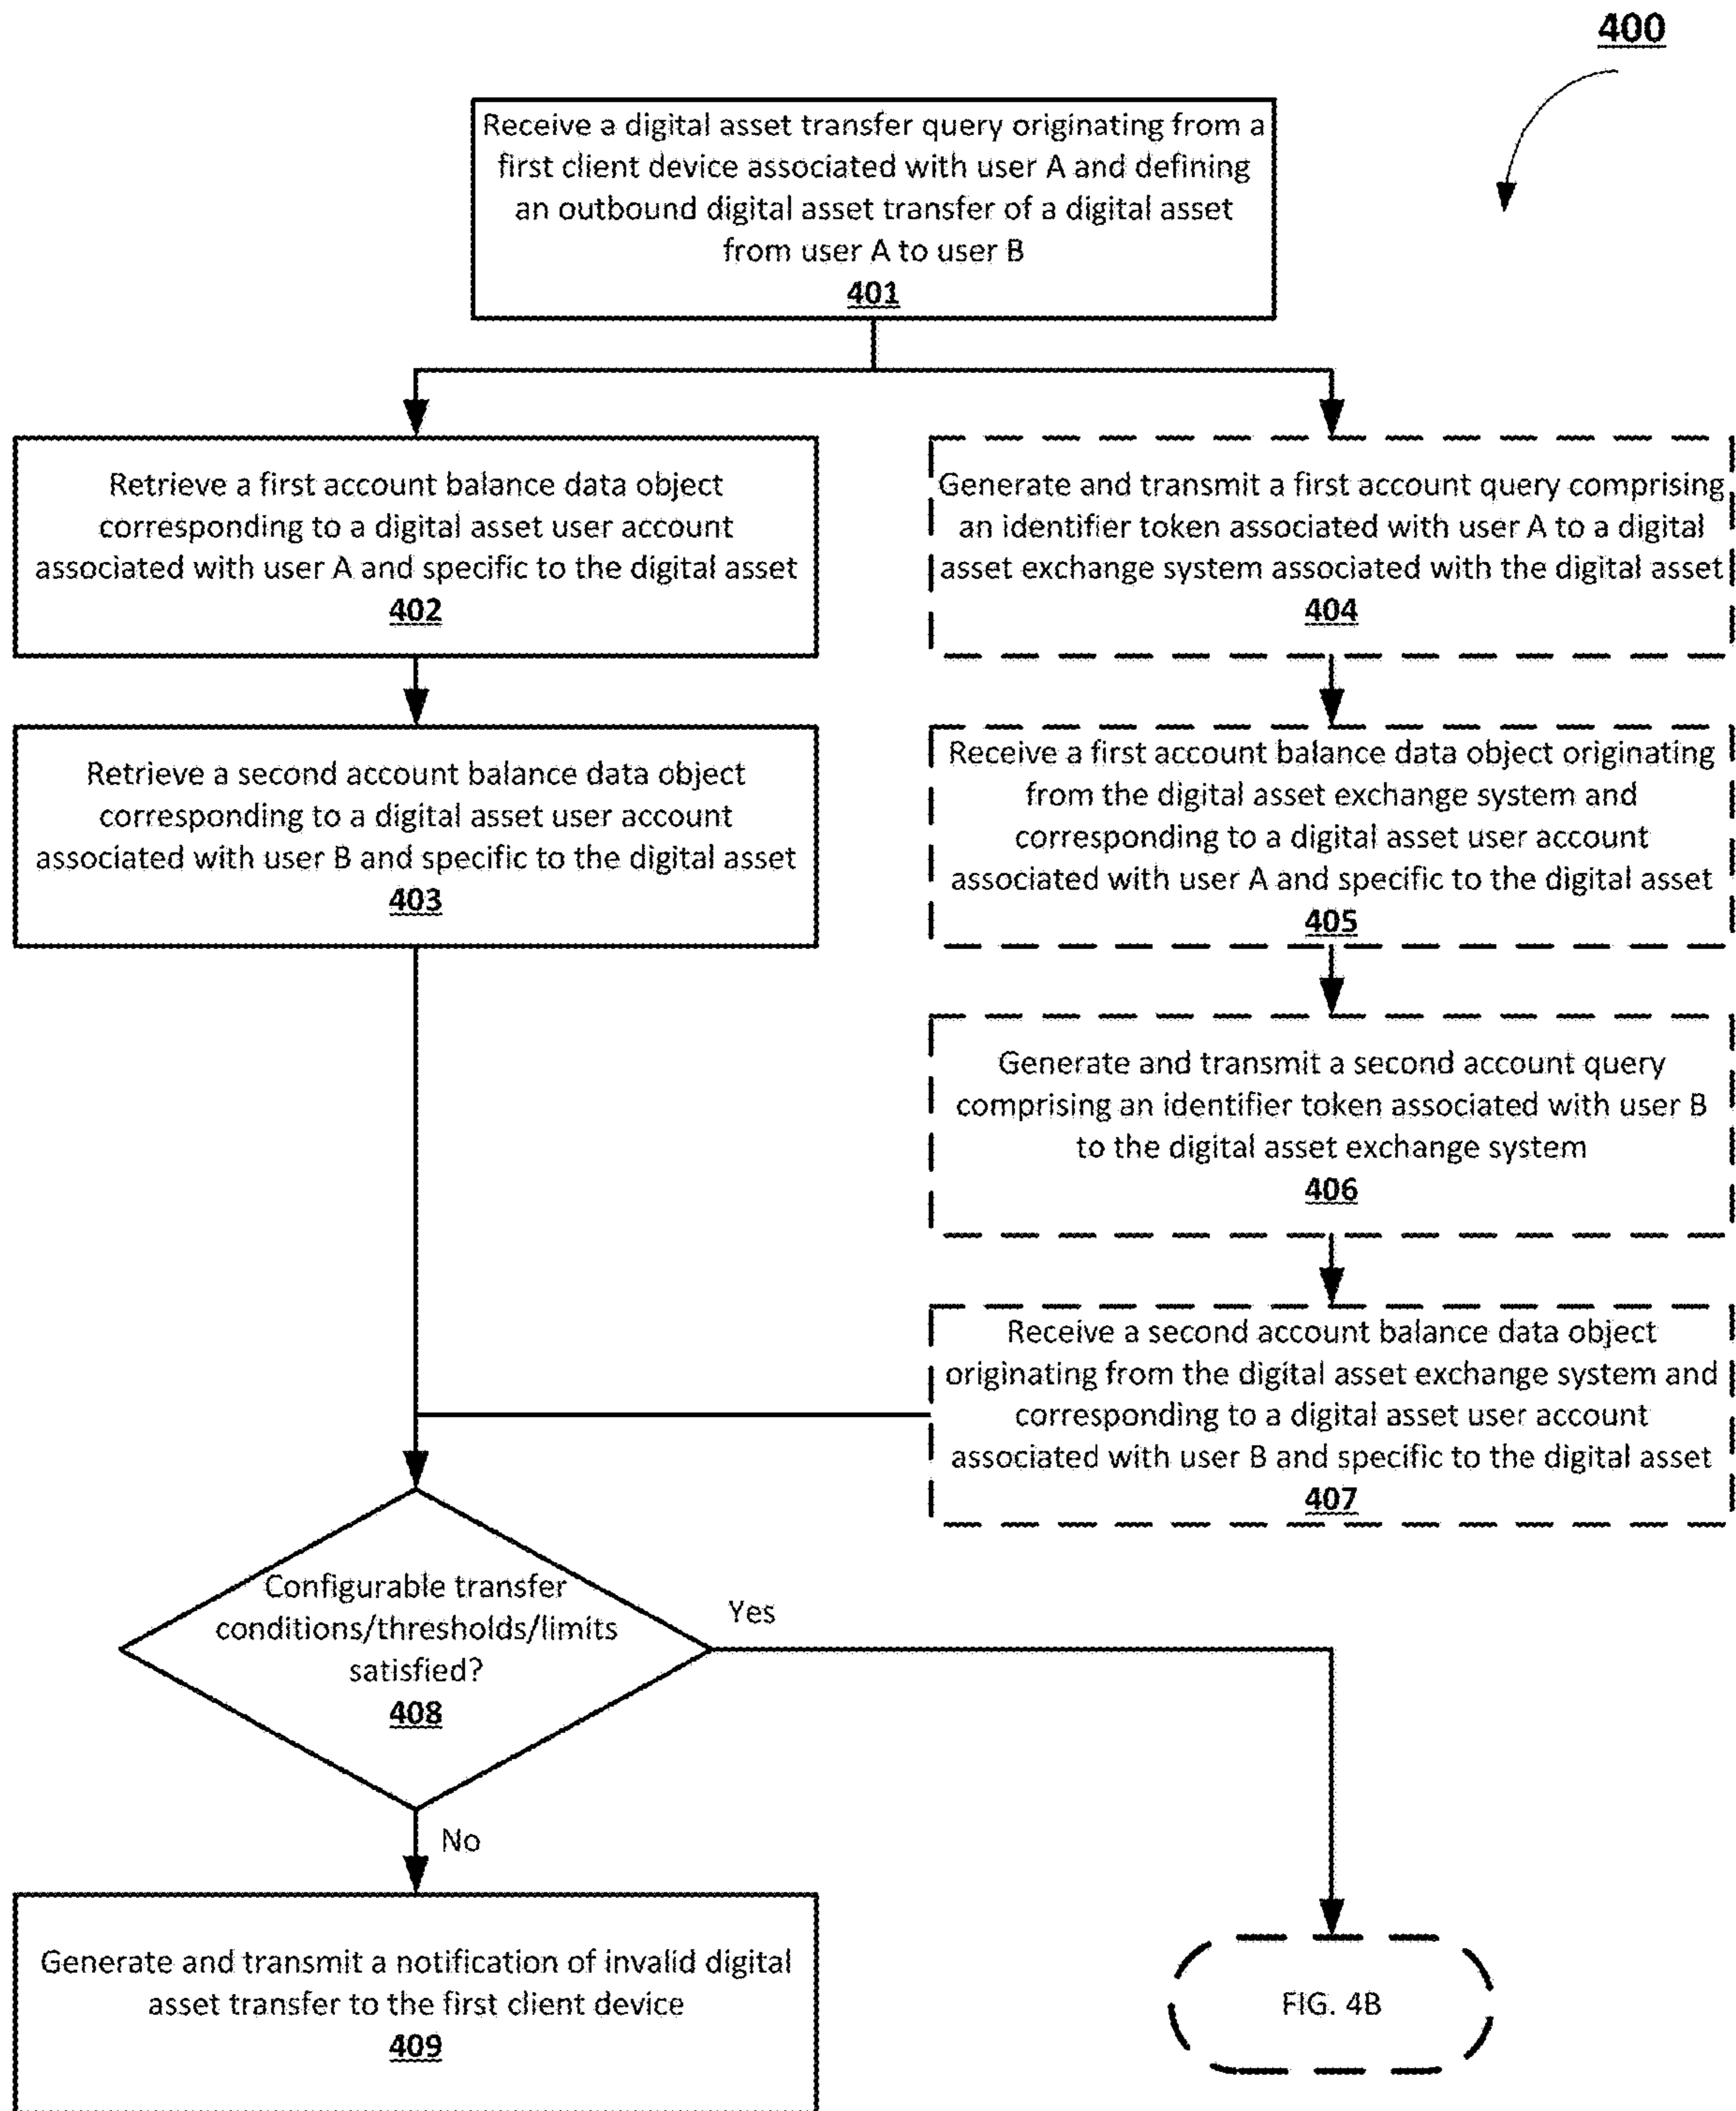 400
Receive a digital asset transfer query originating from a
first client device associated with user A and defining
an outbound digital asset transfer of a digital asset
from user A to user B
401
Retrieve a first account balance data object
corresponding to a digital asset user account
associated with user A and specific to the digital asset
402
Generate and transmit a first account query comprising
an identifier token associated with user A to a digital
asset exchange system associated with the digital asset
404
Retrieve a second account balance data object
corresponding to a digital asset user account
associated with user B and specific to the digital asset
403
Receive a first account balance data object originating
from the digital asset exchange system and
corresponding to a digital asset user account
associated with user A and specific to the digital asset
405
Generate and transmit a second account query
comprising an identifier token associated with user B
to the digital asset exchange system
406
Receive a second account balance data object
originating from the digital asset exchange system and
corresponding to a digital asset user account
associated with user B and specific to the digital asset
407
Configurable transfer
conditions/thresholds/limits
satisfied?
408
Yes
No
Generate and transmit a notification of invalid digital
asset transfer to the first client device
409
FIG. 4B